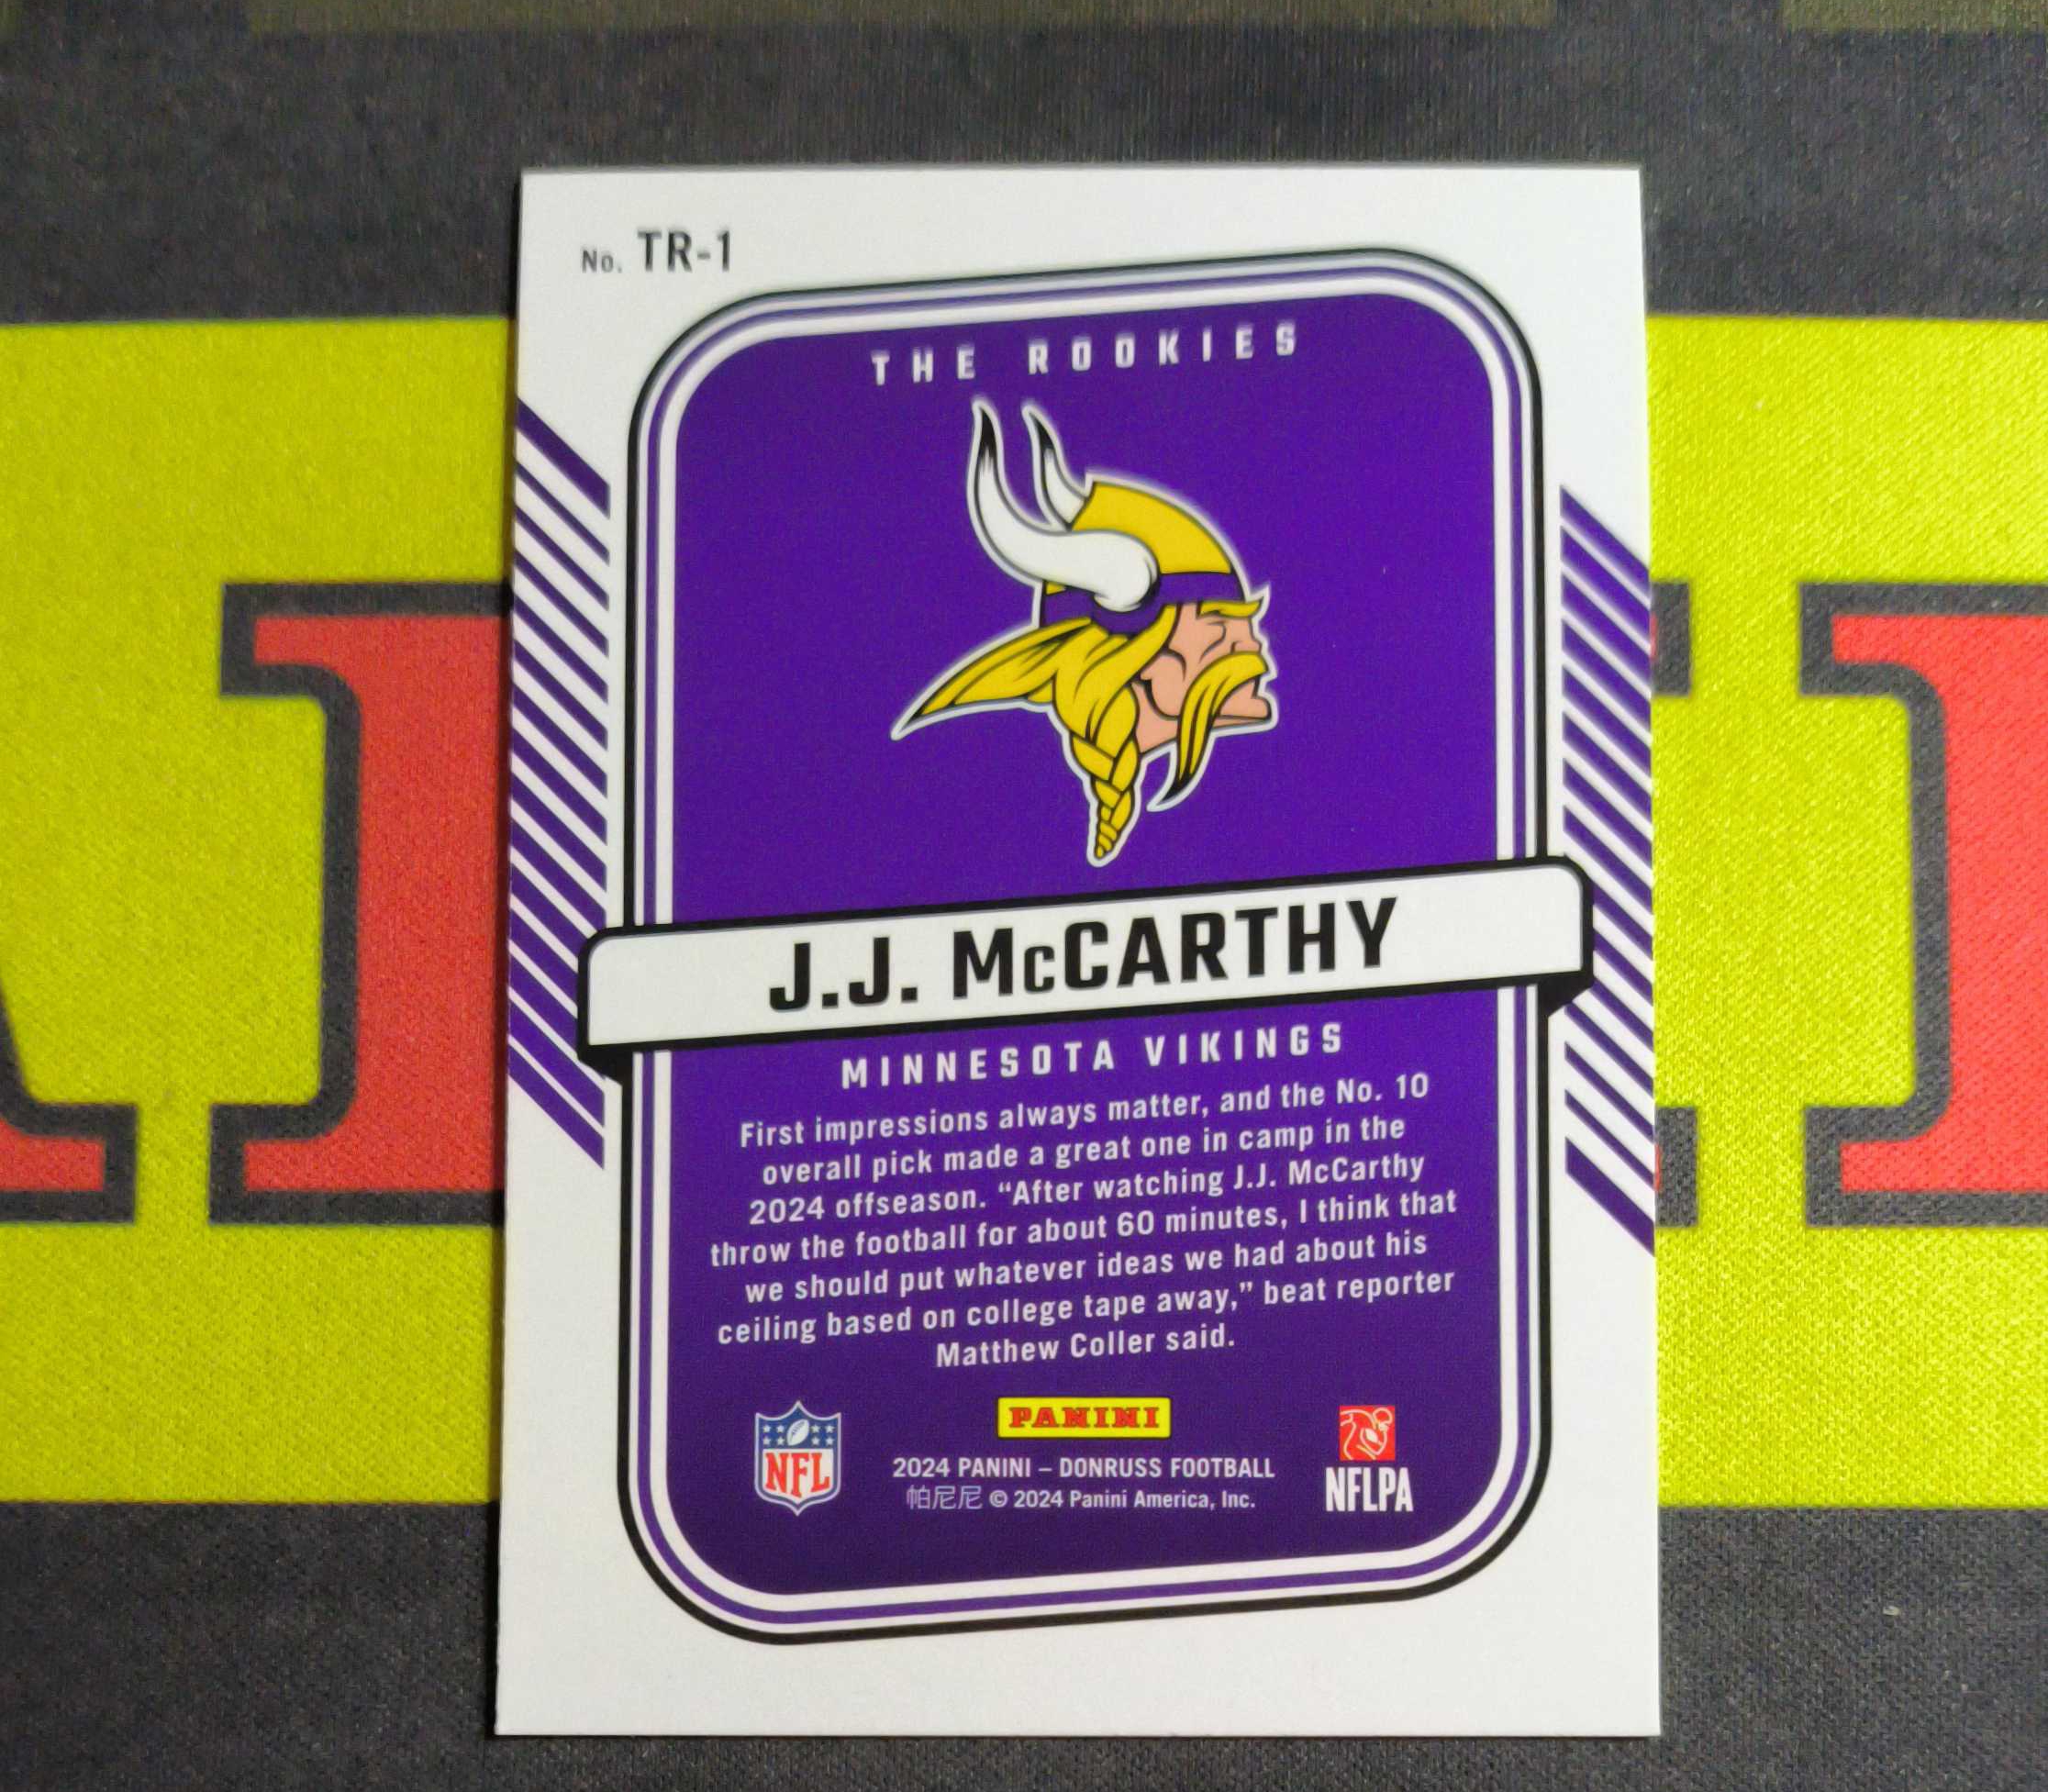 No. TR-1
THE ROOKIES
J.J. McCARTHY
MINNESOTA VIKINGS
First impressions always matter, and the No. 10
overall pick made a great one in camp in the
2024 offseason. “After watching J.J. McCarthy
throw the football for about 60 minutes, I think that
we should put whatever ideas we had about his
ceiling based on college tape away,” beat reporter
Matthew Coller said.
NFL
PANINI
2024 PANINI – DONRUSS FOOTBALL
帕尼尼 © 2024 Panini America, Inc.
NFLPA